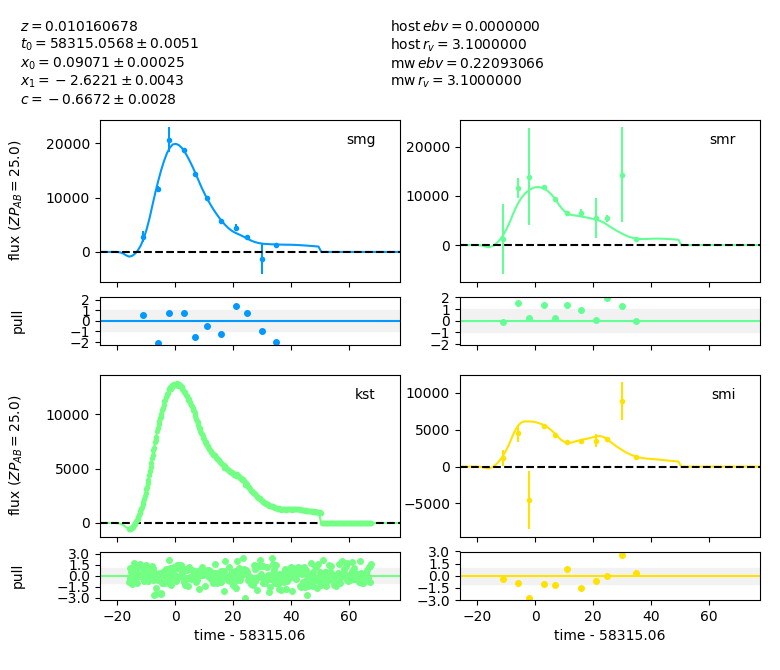 z = 0.010160678
t₀ = 58315.0568 ± 0.0051
x₀ = 0.09071 ± 0.00025
x₁ = −2.6221 ± 0.0043
c = −0.6672 ± 0.0028
host ebv = 0.0000000
host r_v = 3.1000000
mw ebv = 0.22093066
mw r_v = 3.1000000
smg
20000
10000
0
flux (ZP_AB = 25.0)
smr
20000
10000
0
2
1
0
−1
−2
pull
2
1
0
−1
−2
kst
10000
5000
0
flux (ZP_AB = 25.0)
smi
10000
5000
0
−5000
3.0
1.5
0.0
−1.5
−3.0
pull
−20 0 20 40 60
time - 58315.06
3.0
1.5
0.0
−1.5
−3.0
−20 0 20 40 60
time - 58315.06